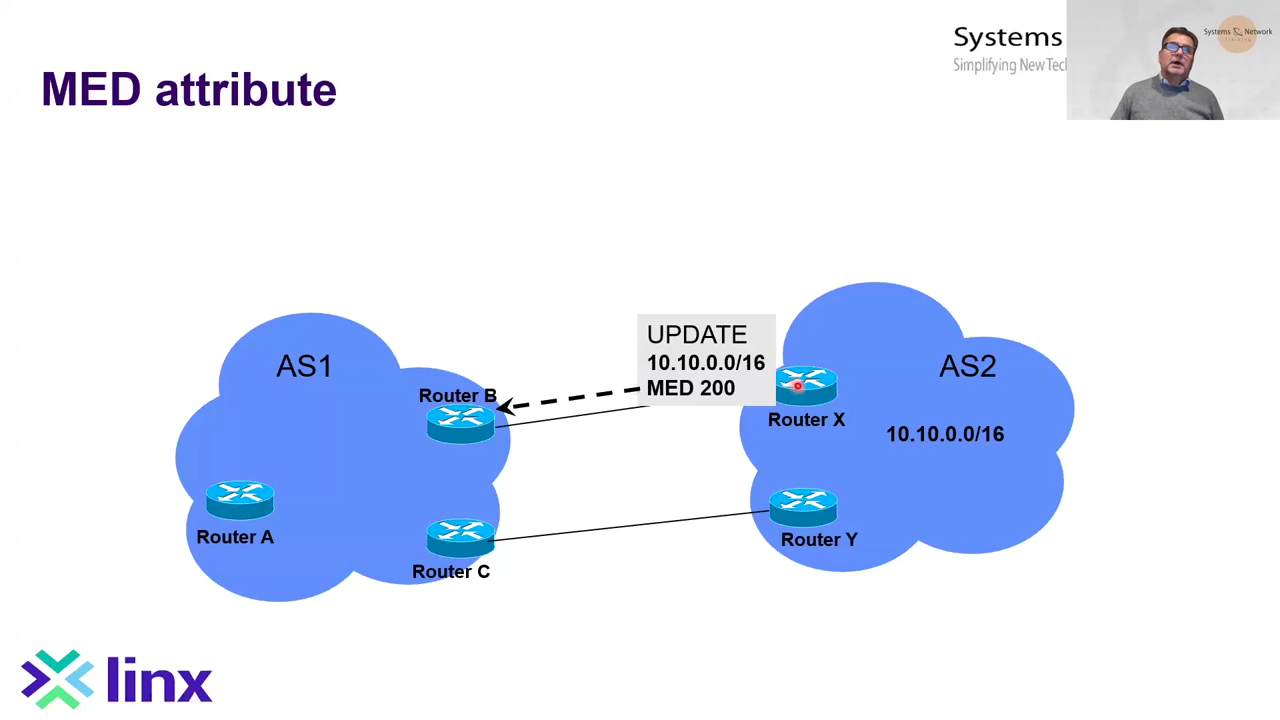 MED attribute
Systems
Simplifying New Tec
Systems Network
Training
UPDATE
10.10.0.0/16
MED 200
AS1
AS2
Router B
Router X
10.10.0.0/16
Router A
Router Y
Router C
linx